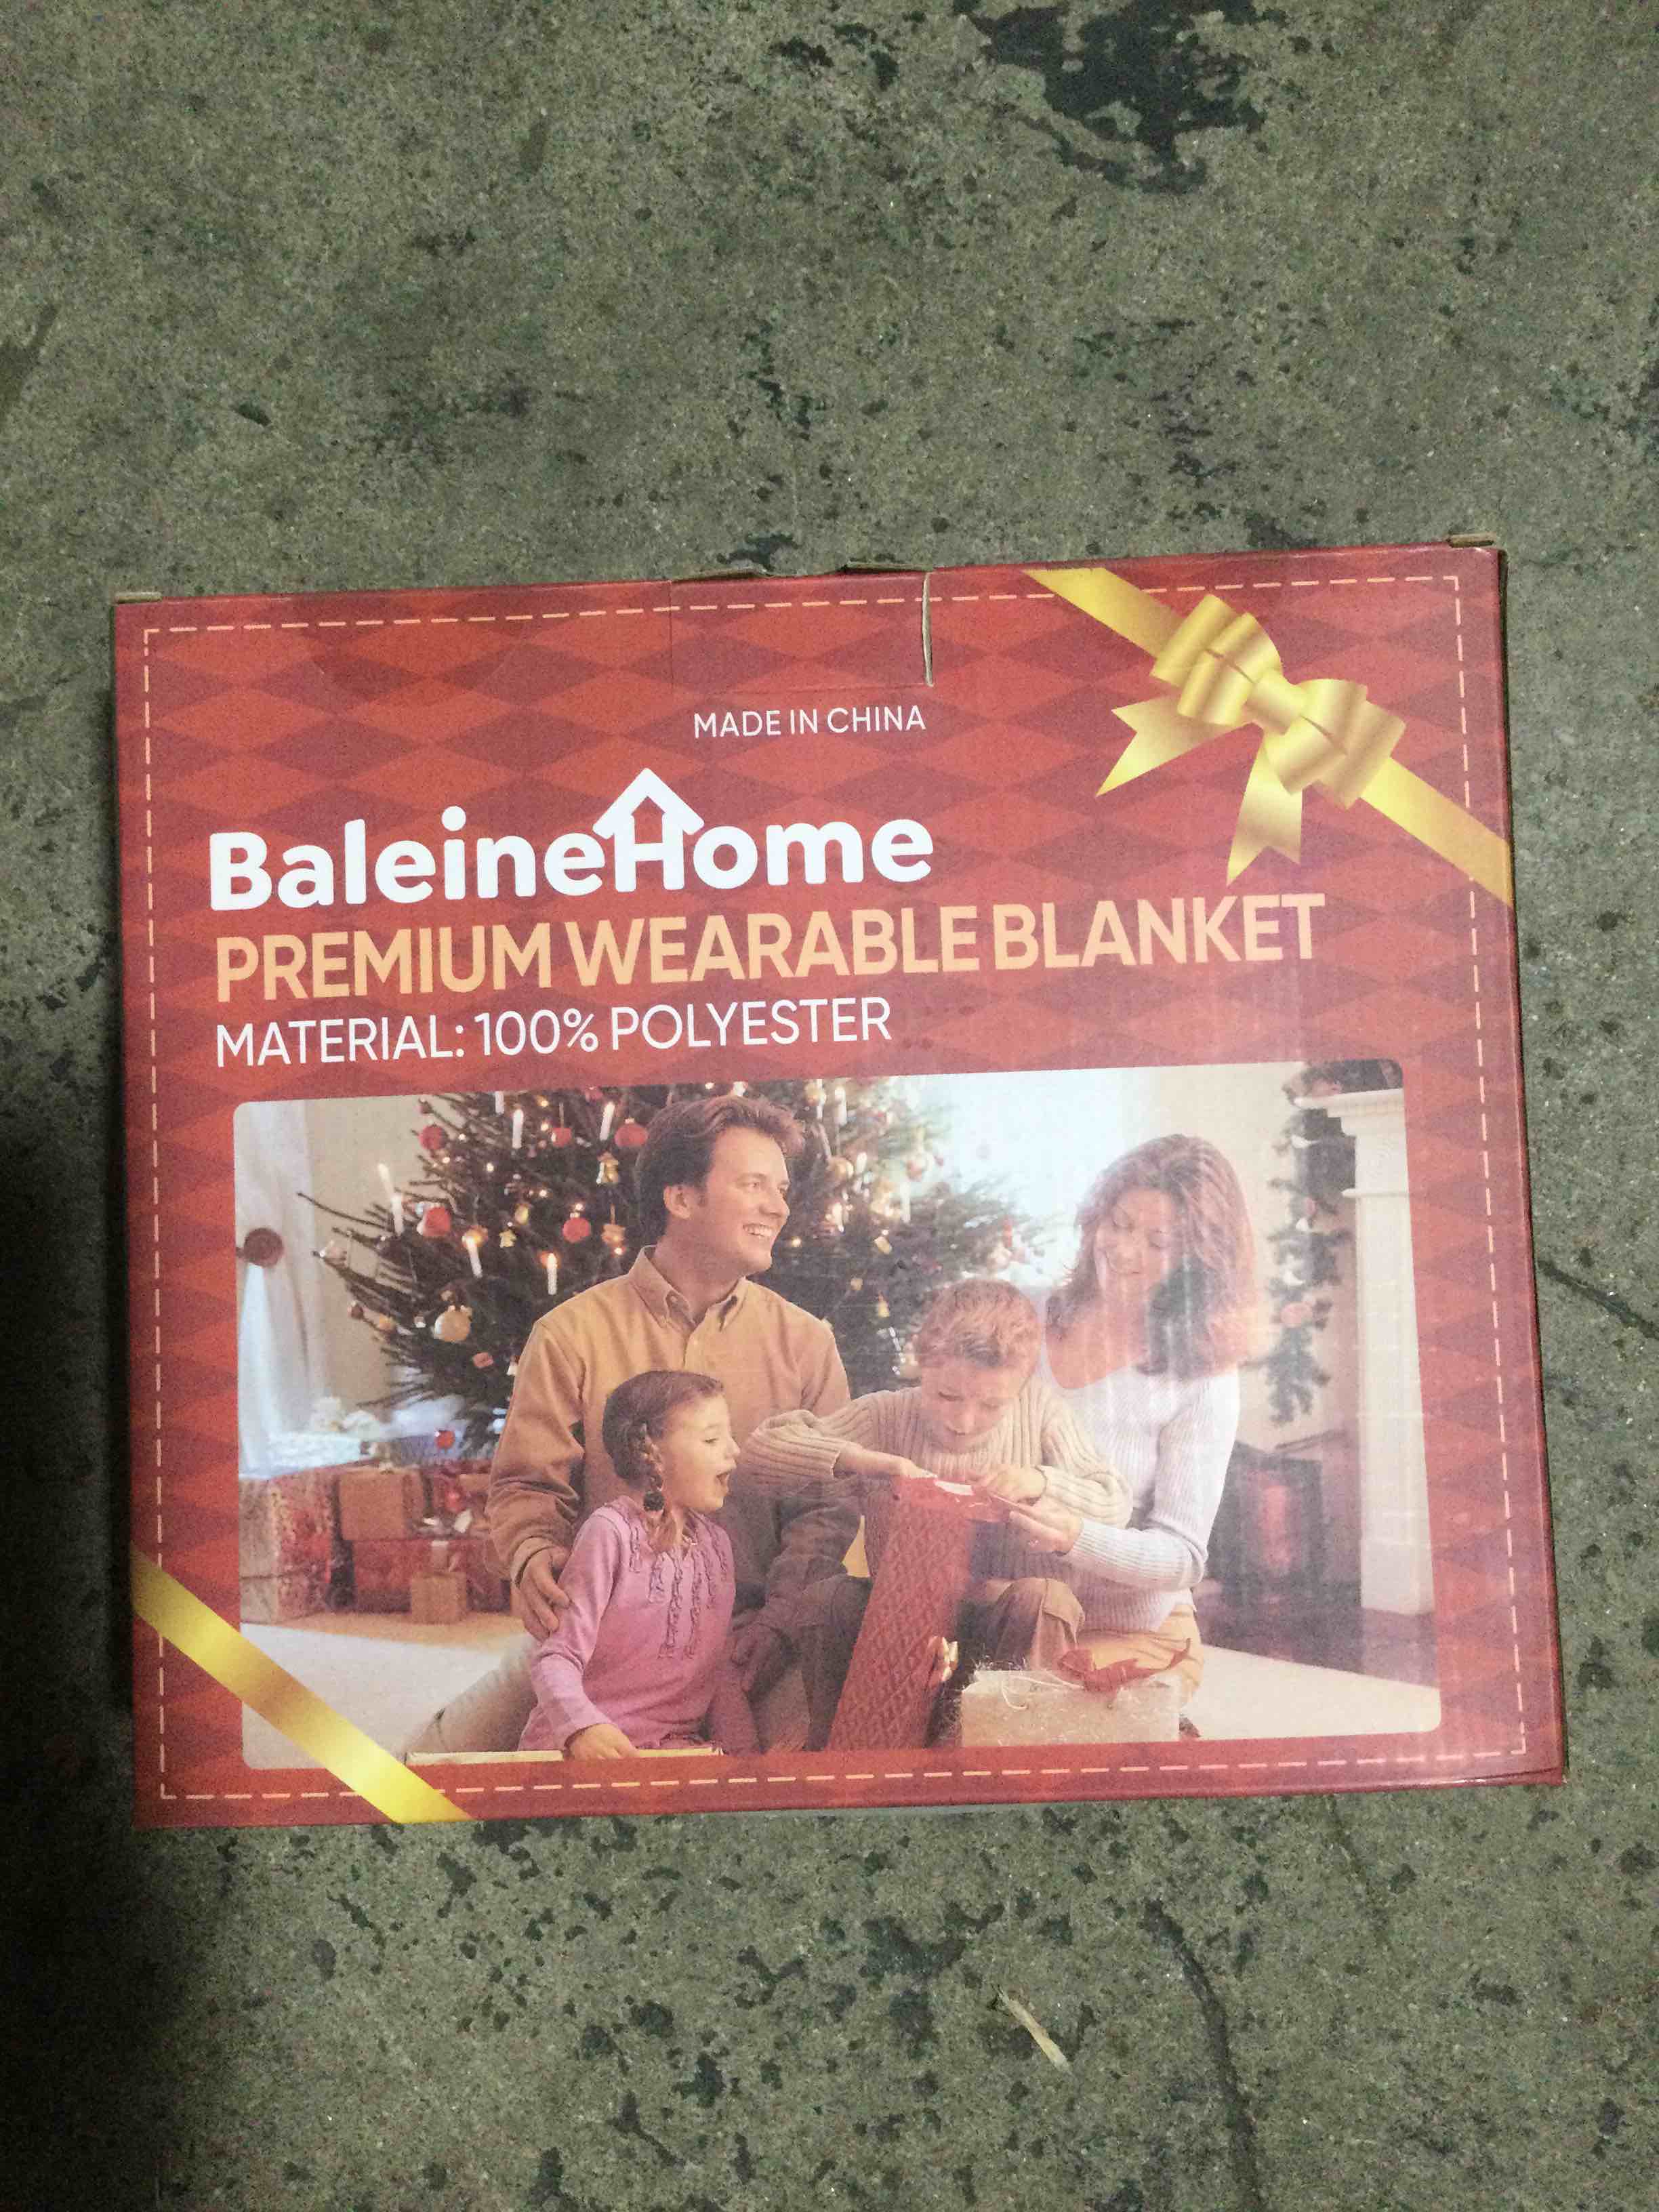 MADE IN CHINA
BaleineHome
PREMIUM WEARABLE BLANKET
MATERIAL: 100% POLYESTER